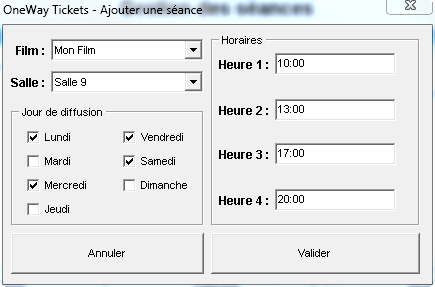 OneWay Tickets - Ajouter une séance
des séances
Film : Mon Film
Salle : Salle 9
Jour de diffusion
Lundi Vendredi
Mardi Samedi
Mercredi Dimanche
Jeudi
Horaires
Heure 1 : 10:00
Heure 2 : 13:00
Heure 3 : 17:00
Heure 4 : 20:00
Annuler Valider